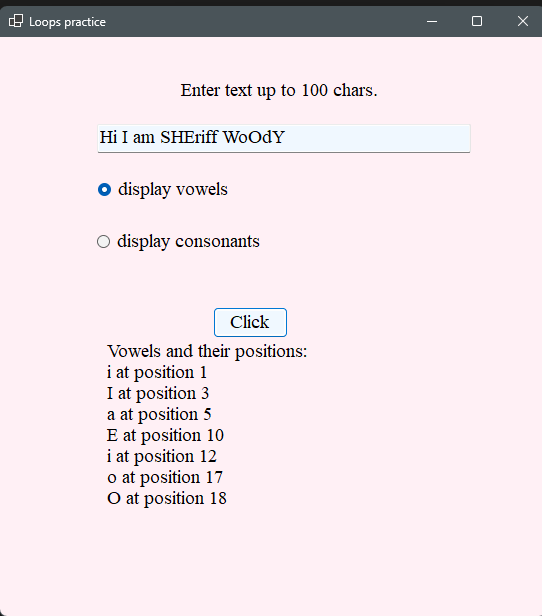 Loops practice
Enter text up to 100 chars.
Hi I am SHEriff WoOdY
display vowels
display consonants
Click
Vowels and their positions:
i at position 1
I at position 3
a at position 5
E at position 10
i at position 12
o at position 17
O at position 18